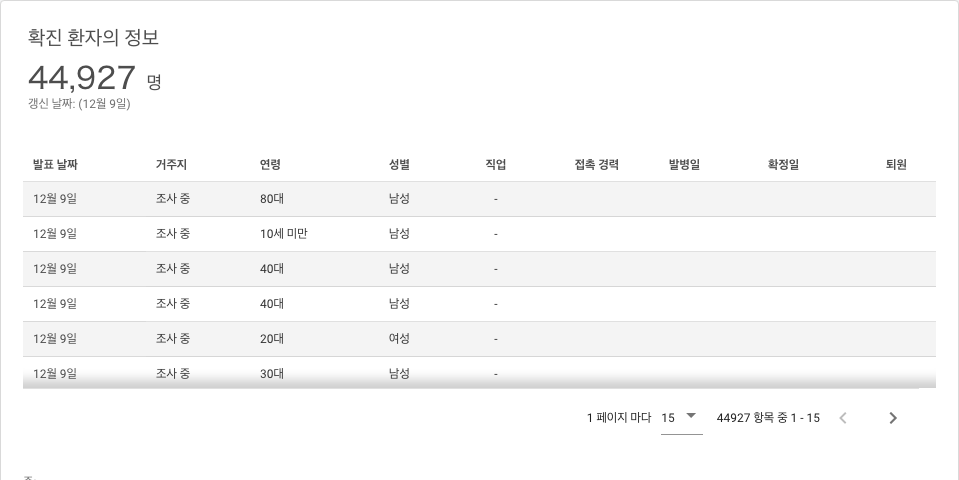 확진 환자의 정보
44,927 명
갱신 날짜: (12월 9일)
발표 날짜 거주지 연령 성별 직업 접촉 경력 발병일 확정일 퇴원
12월 9일 조사 중 80대 남성 -
12월 9일 조사 중 10세 미만 남성 -
12월 9일 조사 중 40대 남성 -
12월 9일 조사 중 40대 남성 -
12월 9일 조사 중 20대 여성 -
12월 9일 조사 중 30대 남성 -
1 페이지 마다 15 44927 항목 중 1 - 15